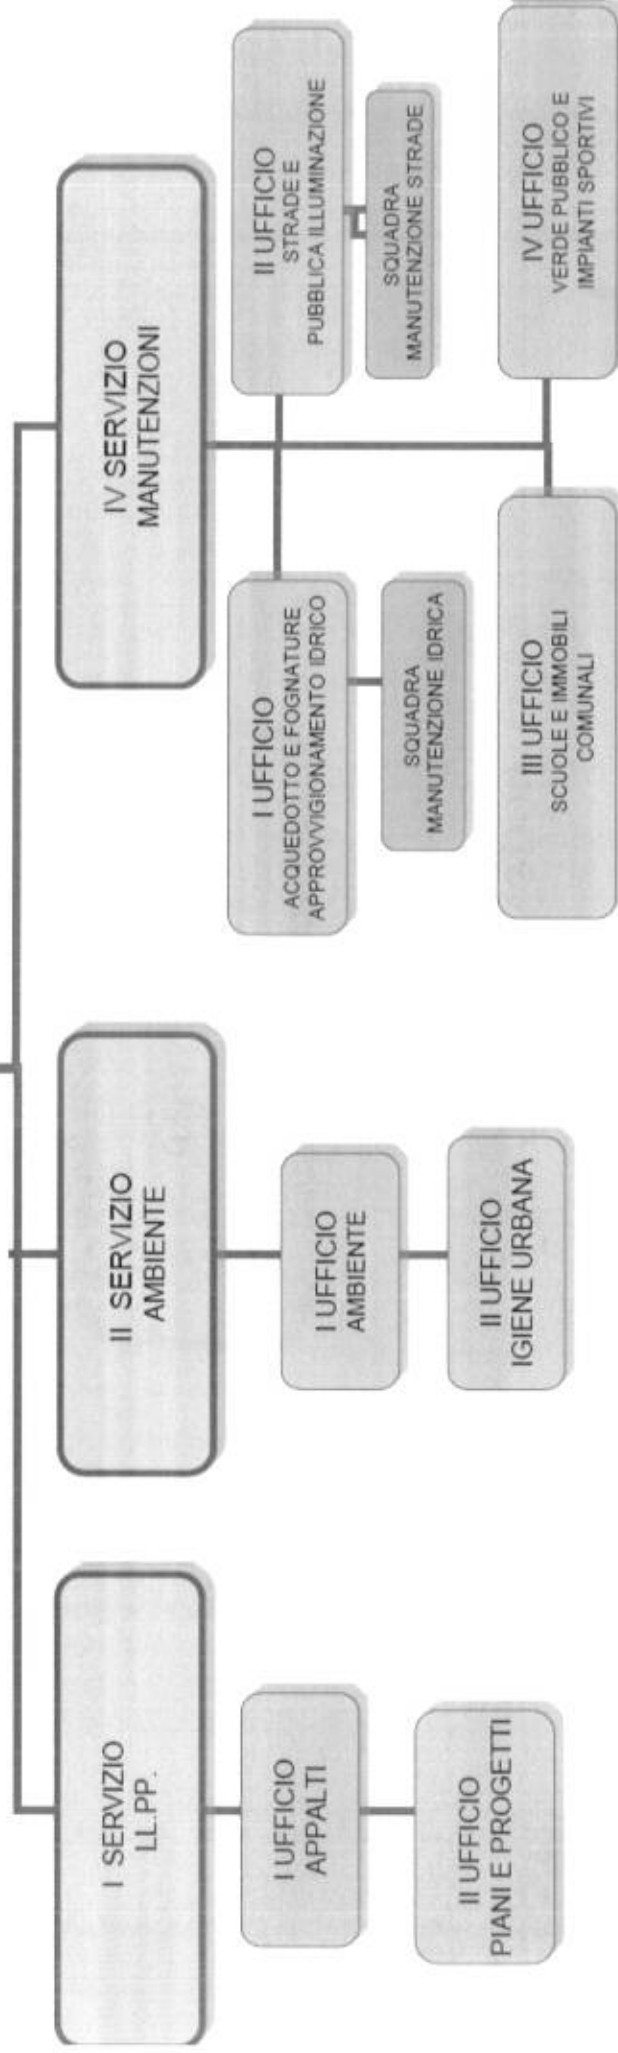 I SERVIZIO
LL.PP.
I UFFICIO
APPALTI
II UFFICIO
PIANI E PROGETTI
II SERVIZIO
AMBIENTE
I UFFICIO
AMBIENTE
II UFFICIO
IGIENE URBANA
IV SERVIZIO
MANUTENZIONI
I UFFICIO
ACQUEDOTTO E FOGNATURE
APPROVVIGIONAMENTO IDRICO
SQUADRA
MANUTENZIONE IDRICA
II UFFICIO
STRADE E
PUBBLICA ILLUMINAZIONE
SQUADRA
MANUTENZIONE STRADE
III UFFICIO
SCUOLE E IMMOBILI
COMUNALI
IV UFFICIO
VERDE PUBBLICO E
IMPIANTI SPORTIVI